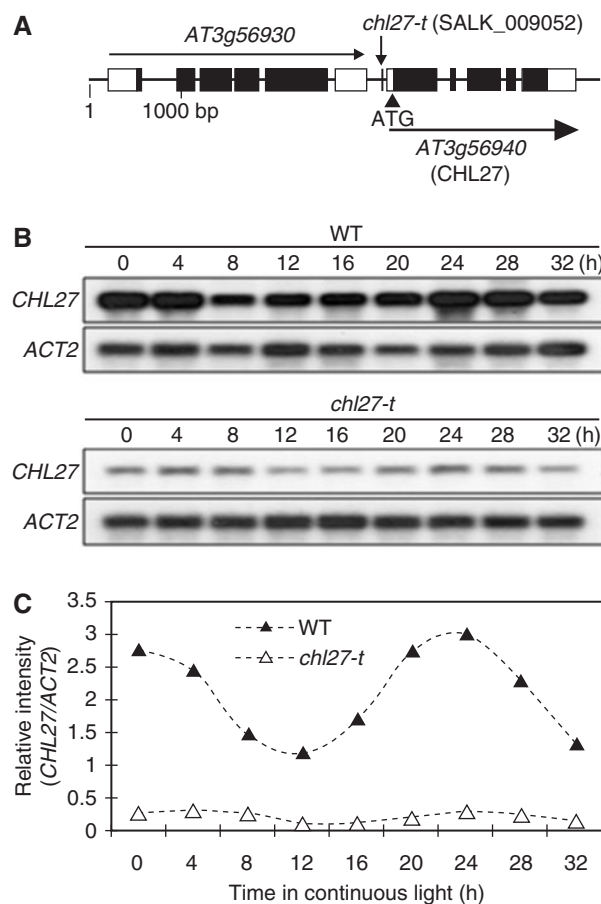 A
AT3g56930
chl27-t (SALK_009052)
1
1000 bp
ATG
AT3g56940
(CHL27)
B
WT
0 4 8 12 16 20 24 28 32 (h)
CHL27
ACT2
chl27-t
0 4 8 12 16 20 24 28 32 (h)
CHL27
ACT2
C
Relative intensity
(CHL27/ACT2)
3.5
3
2.5
2
1.5
1
0.5
0
WT
chl27-t
0 4 8 12 16 20 24 28 32
Time in continuous light (h)